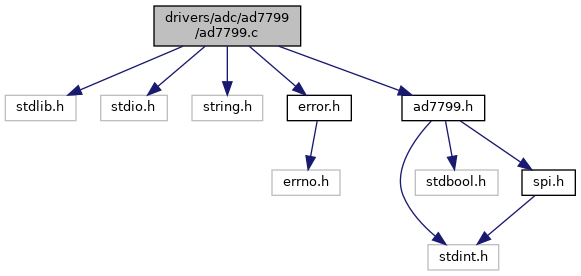 drivers/adc/ad7799
/ad7799.c
stdlib.h
stdio.h
string.h
error.h
ad7799.h
errno.h
stdbool.h
spi.h
stdint.h